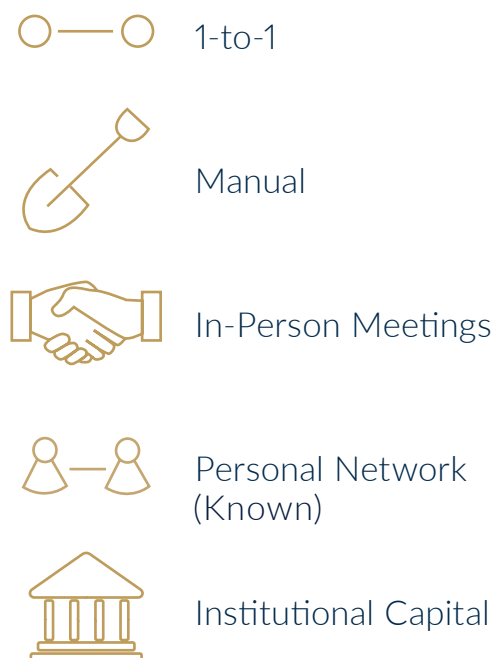 1-to-1
Manual
In-Person Meetings
Personal Network
(Known)
Institutional Capital